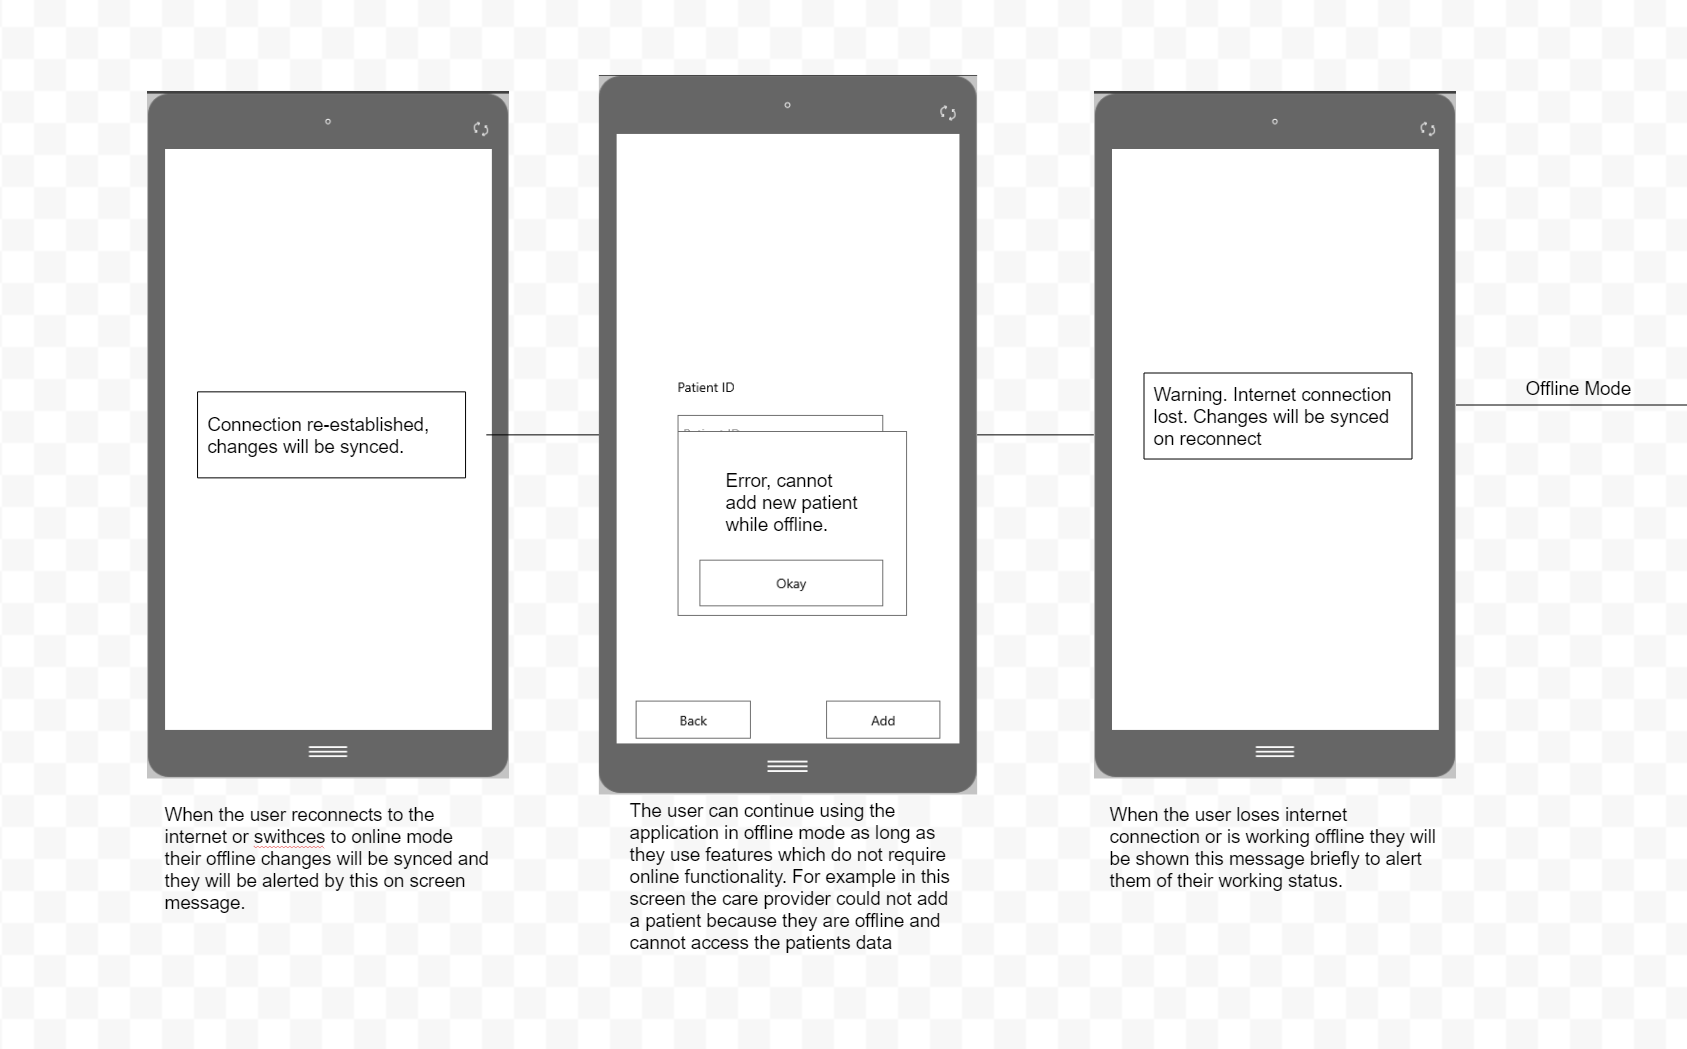 Connection re-established,
changes will be synced.
When the user reconnects to the
internet or swithces to online mode
their offline changes will be synced and
they will be alerted by this on screen
message.
Patient ID
Patient ID
Error, cannot
add new patient
while offline.
Okay
Back
Add
The user can continue using the
application in offline mode as long as
they use features which do not require
online functionality. For example in this
screen the care provider could not add
a patient because they are offline and
cannot access the patients data
Warning. Internet connection
lost. Changes will be synced
on reconnect
When the user loses internet
connection or is working offline they will
be shown this message briefly to alert
them of their working status.
Offline Mode